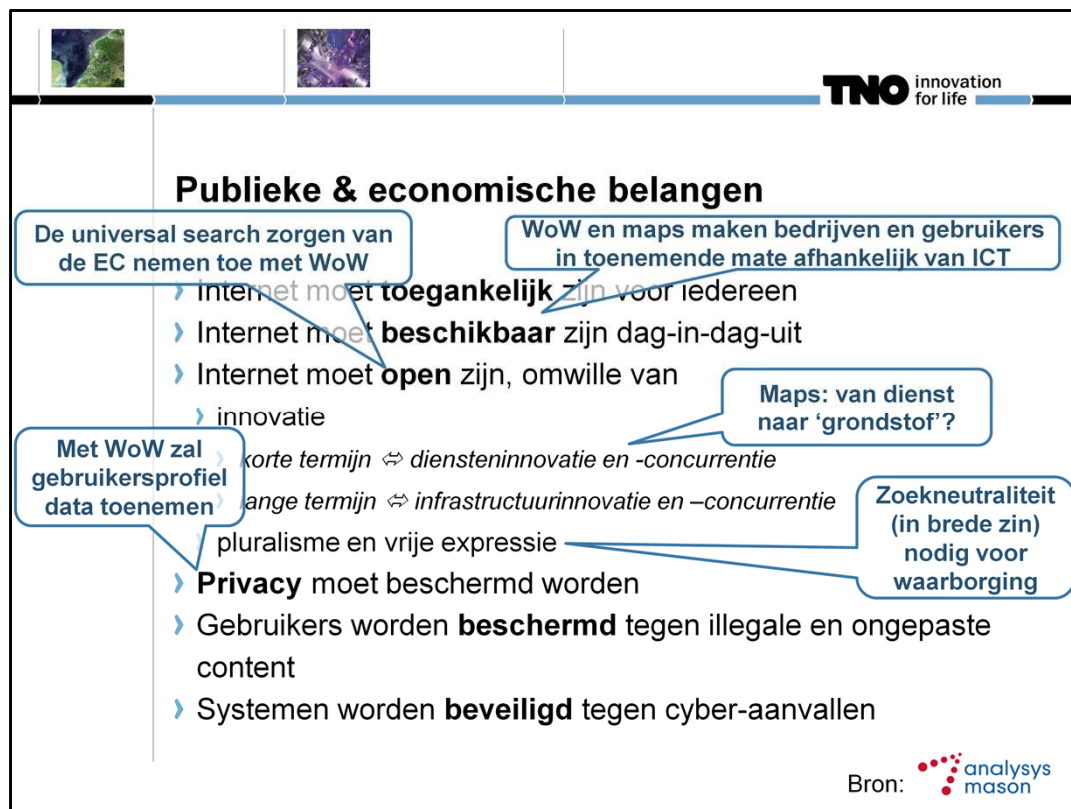 TNO innovation
for life
Publieke & economische belangen
De universal search zorgen van
de EC nemen toe met WoW
WoW en maps maken bedrijven en gebruikers
in toenemende mate afhankelijk van ICT
Internet moet toegankelijk zijn voor iedereen
Internet moet beschikbaar zijn dag-in-dag-uit
Internet moet open zijn, omwille van
Maps: van dienst
naar ‘grondstof’?
innovatie
Met WoW zal
gebruikersprofiel
data toenemen
korte termijn ⇔ diensteninnovatie en -concurrentie
lange termijn ⇔ infrastructuurinnovatie en –concurrentie
Zoekneutraliteit
(in brede zin)
nodig voor
waarborging
pluralisme en vrije expressie
Privacy moet beschermd worden
Gebruikers worden beschermd tegen illegale en ongepaste
content
Systemen worden beveiligd tegen cyber-aanvallen
Bron: analysys
mason